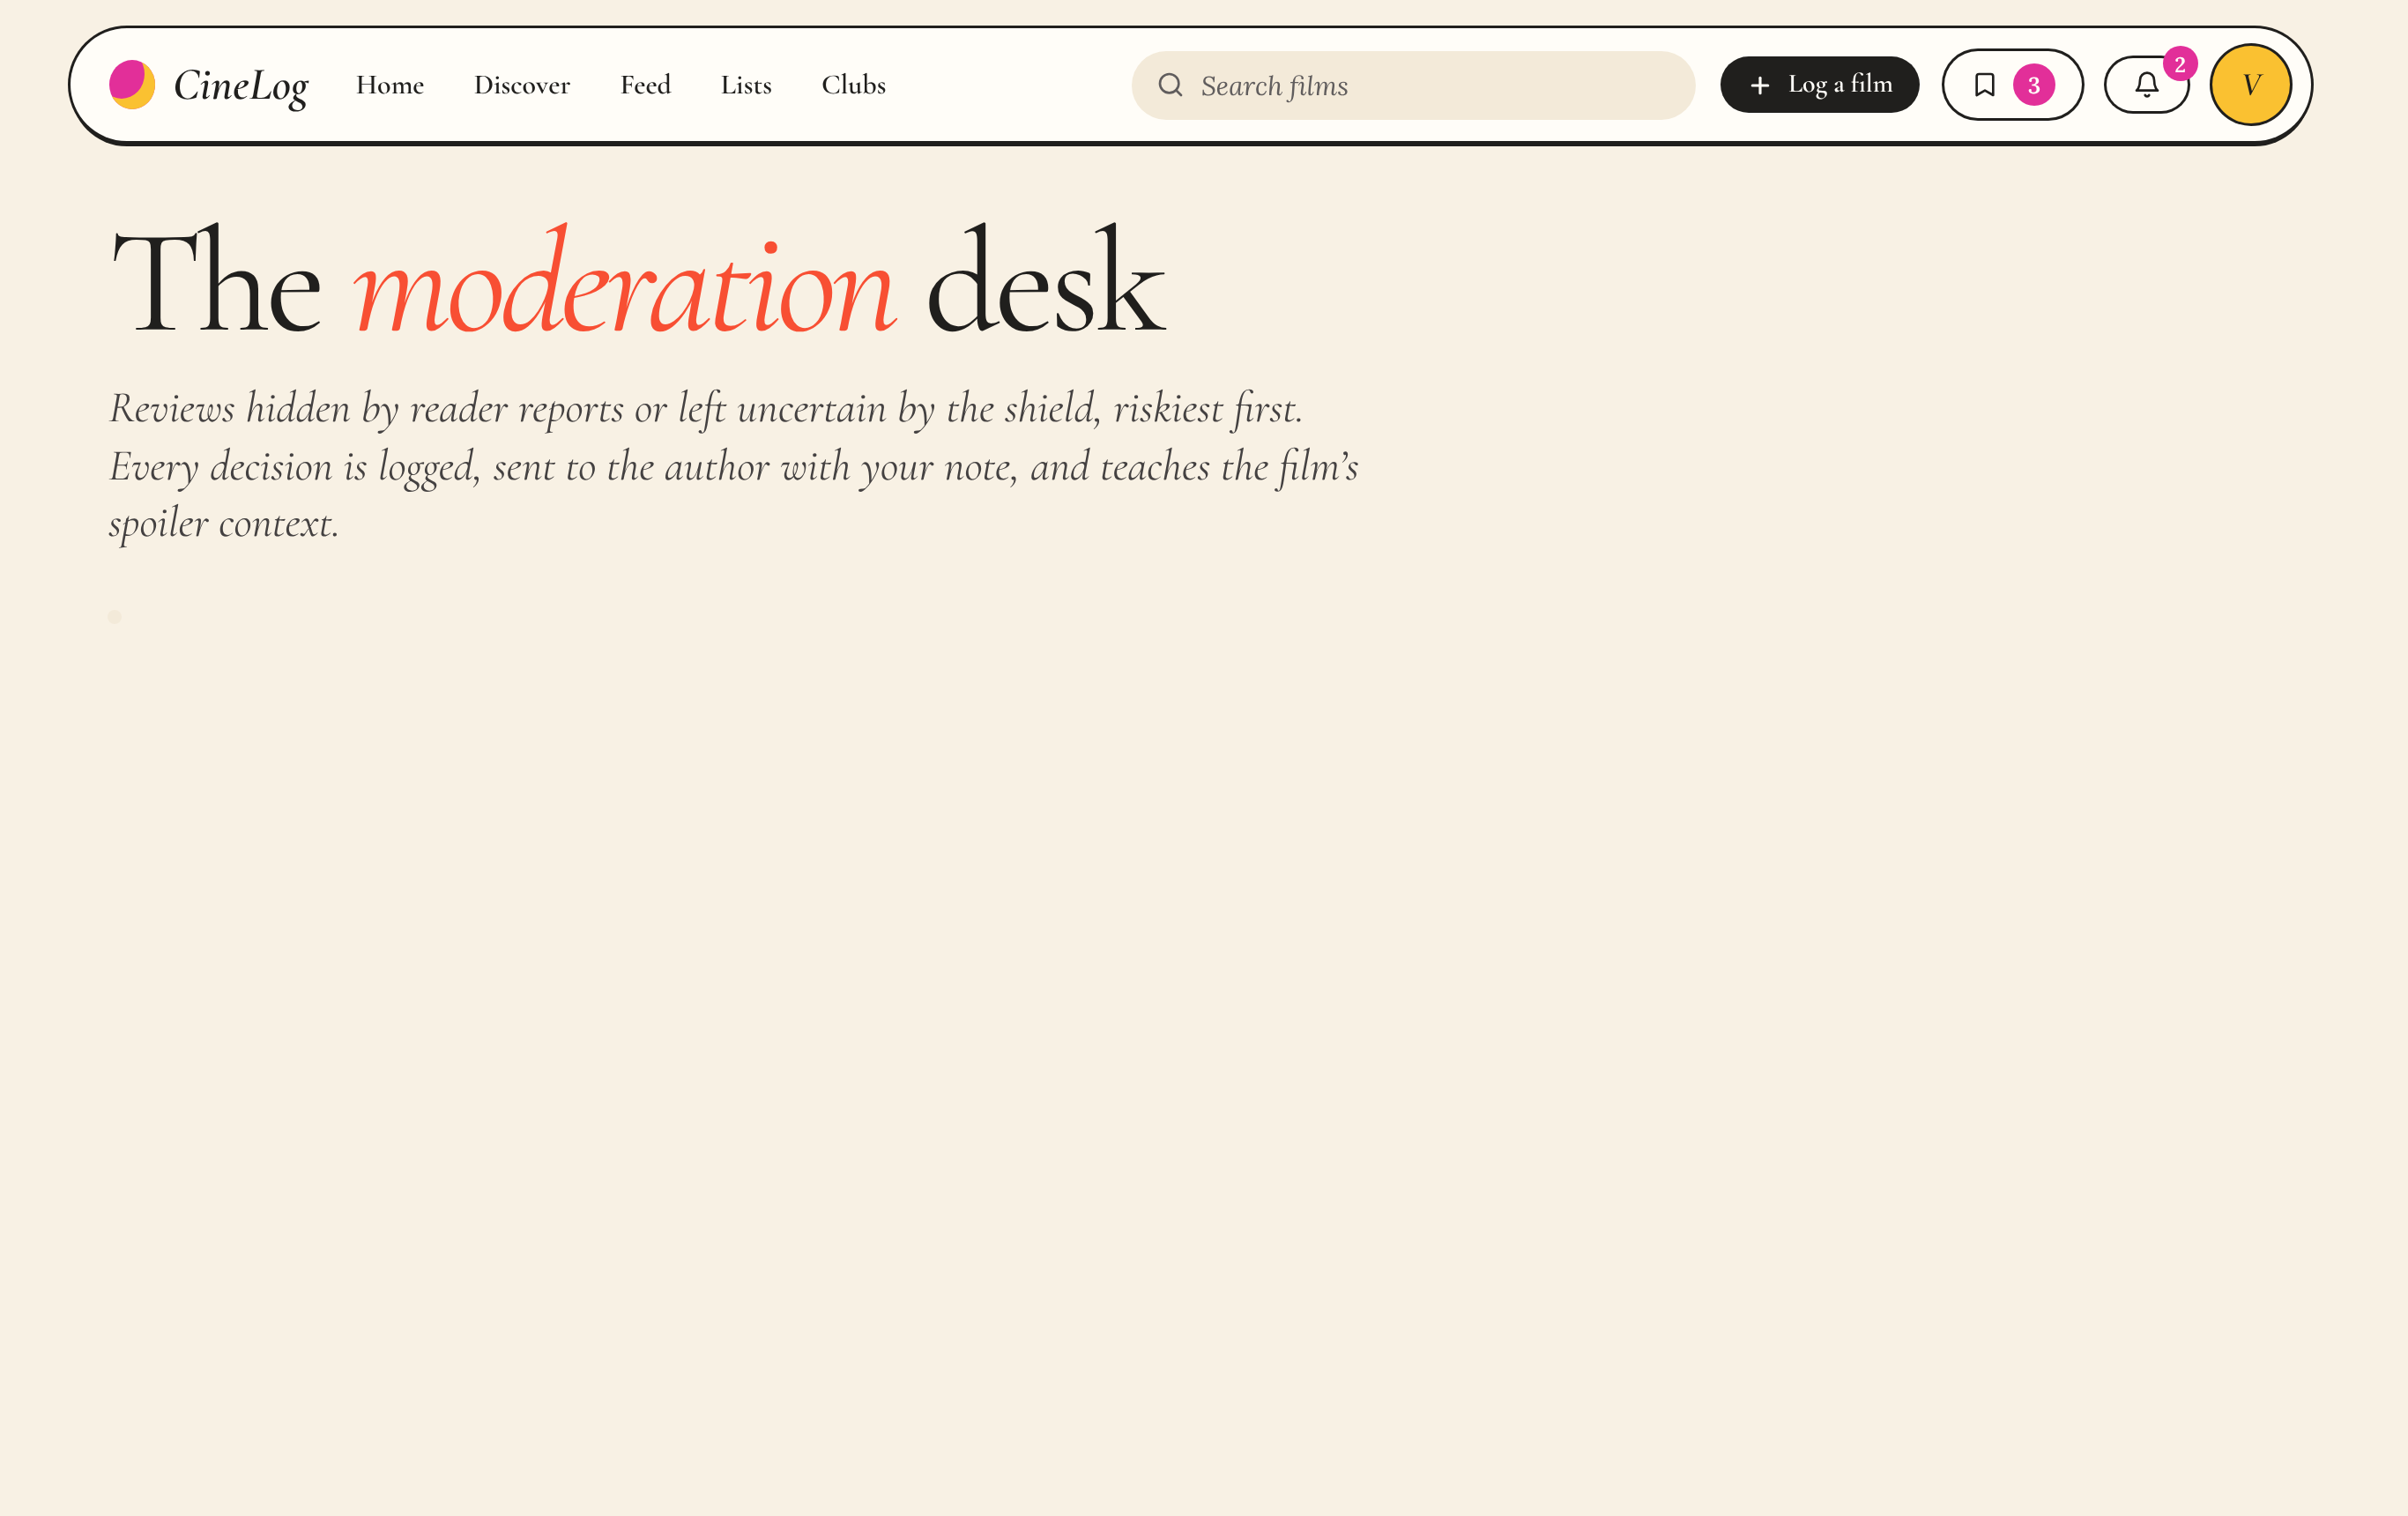 CineLog Home Discover Feed Lists Clubs Search films + Log a film 3 2 V
The moderation desk
Reviews hidden by reader reports or left uncertain by the shield, riskiest first.
Every decision is logged, sent to the author with your note, and teaches the film’s
spoiler context.